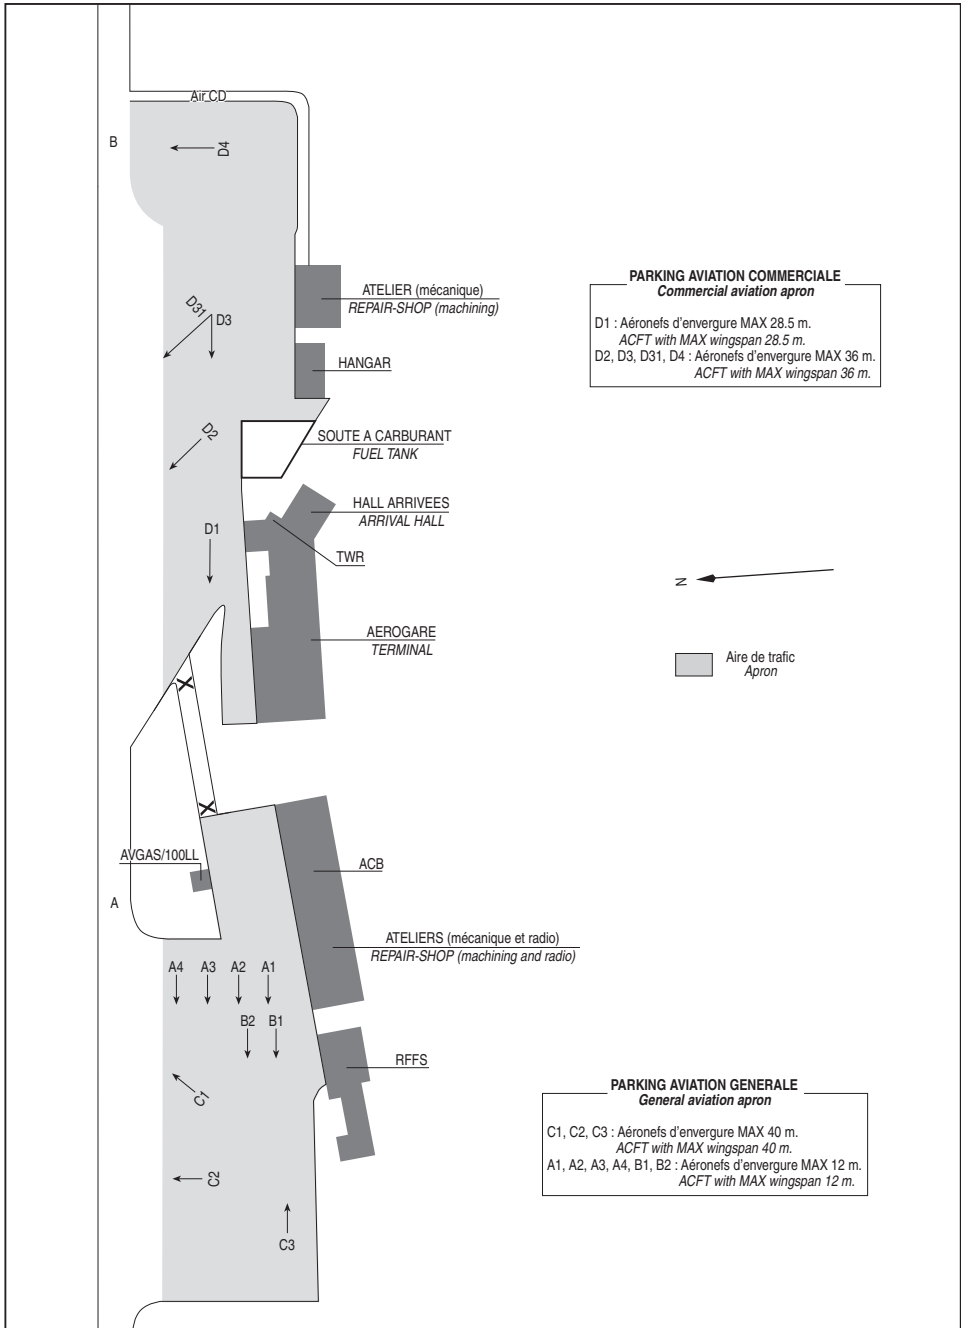 Air CD
B
D4
ATELIER (mécanique)
REPAIR-SHOP (machining)
D31
D3
HANGAR
D2
SOUTE A CARBURANT
FUEL TANK
HALL ARRIVEES
ARRIVAL HALL
D1
TWR
AEROGARE
TERMINAL
X
X
PARKING AVIATION COMMERCIALE
Commercial aviation apron
D1 : Aéronefs d'envergure MAX 28.5 m.
ACFT with MAX wingspan 28.5 m.
D2, D3, D31, D4 : Aéronefs d'envergure MAX 36 m.
ACFT with MAX wingspan 36 m.
N
Aire de trafic
Apron
AVGAS/100LL
ACB
A
ATELIERS (mécanique et radio)
REPAIR-SHOP (machining and radio)
A4 A3 A2 A1
B2 B1
RFFS
C1
C2
C3
PARKING AVIATION GENERALE
General aviation apron
C1, C2, C3 : Aéronefs d'envergure MAX 40 m.
ACFT with MAX wingspan 40 m.
A1, A2, A3, A4, B1, B2 : Aéronefs d'envergure MAX 12 m.
ACFT with MAX wingspan 12 m.